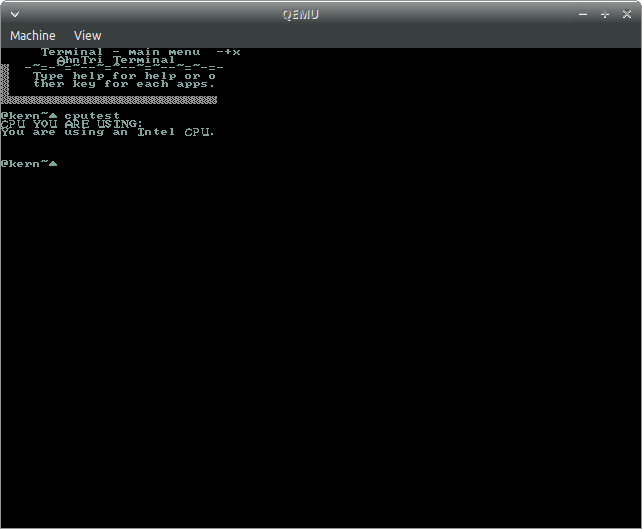 QEMU
Machine View
Terminal - main menu -+x
AhnTri Terminal
-~=--~=~--~=~--~=~--~=~-=-
Type help for help or o
ther key for each apps.
@kern~▲ cputest
CPU YOU ARE USING:
You are using an Intel CPU.
@kern~▲